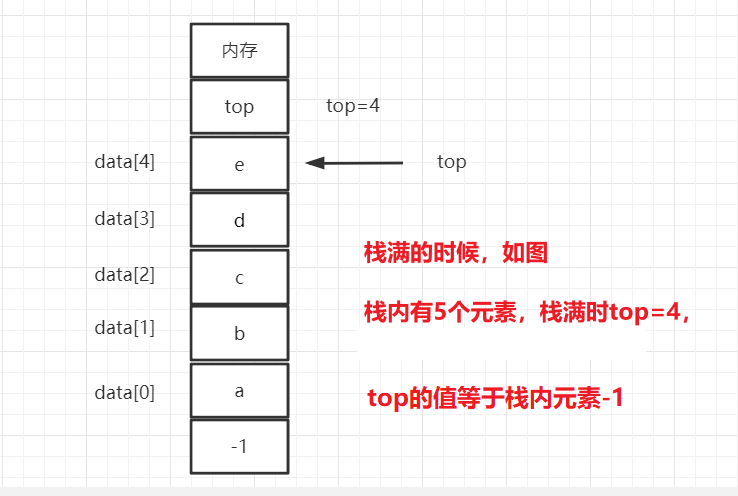 内存
top top=4
data[4] e top
data[3] d
栈满的时候，如图
data[2] c
栈内有5个元素，栈满时top=4，
data[1] b
data[0] a
top的值等于栈内元素-1
-1